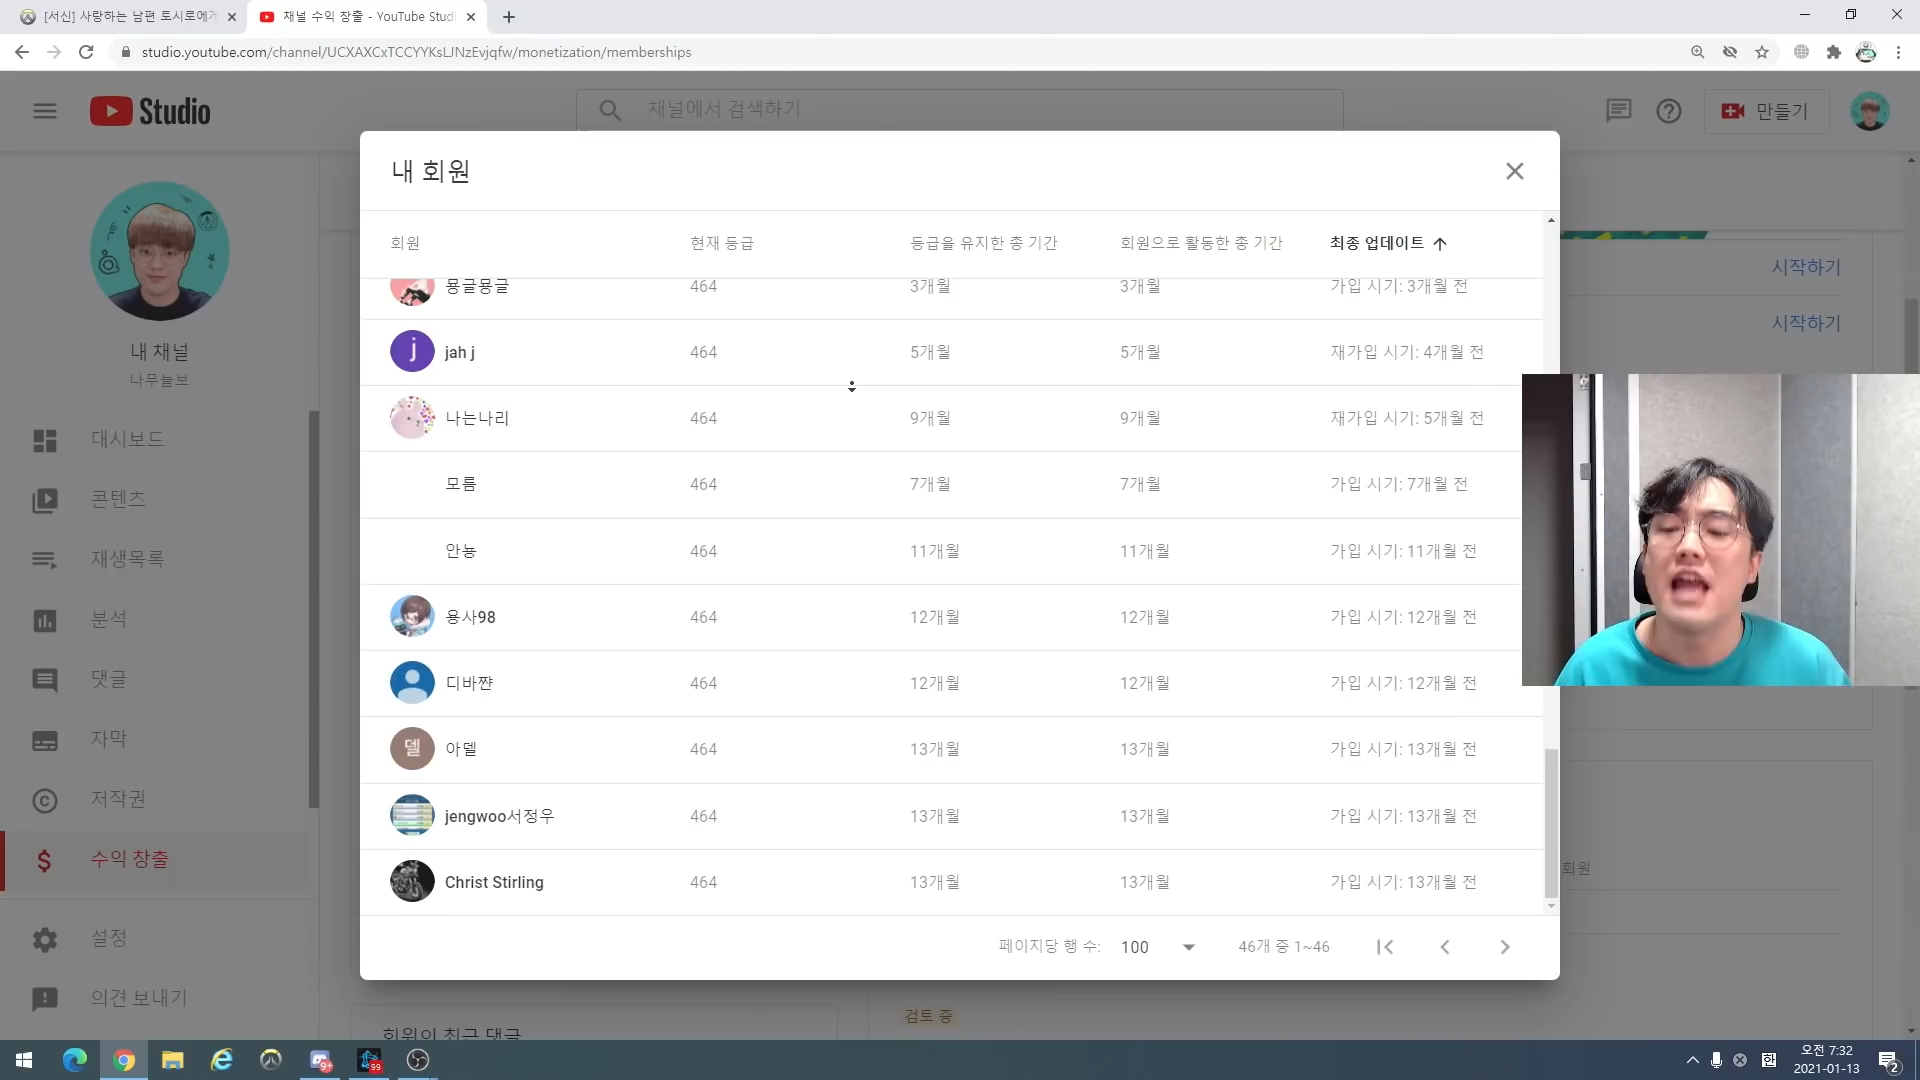 [서신] 사랑하는 남편 토시로에게
채널 수익 창출 - YouTube Studi
studio.youtube.com/channel/UCXAXCxTCCYYKsLJNzEvjqfw/monetization/memberships
Studio
채널에서 검색하기
만들기
내 채널
나무늘보
대시보드
콘텐츠
재생목록
분석
댓글
자막
저작권
수익 창출
설정
의견 보내기
시작하기
시작하기
내 회원
회원 현재 등급 등급을 유지한 총 기간 회원으로 활동한 총 기간 최종 업데이트
묭글묭글 464 3개월 3개월 가입 시기: 3개월 전
j jah j 464 5개월 5개월 재가입 시기: 4개월 전
나는나리 464 9개월 9개월 재가입 시기: 5개월 전
모름 464 7개월 7개월 가입 시기: 7개월 전
안뇽 464 11개월 11개월 가입 시기: 11개월 전
용사98 464 12개월 12개월 가입 시기: 12개월 전
디바쨘 464 12개월 12개월 가입 시기: 12개월 전
델 아델 464 13개월 13개월 가입 시기: 13개월 전
jengwoo서정우 464 13개월 13개월 가입 시기: 13개월 전
Christ Stirling 464 13개월 13개월 가입 시기: 13개월 전
페이지당 행 수: 100 46개 중 1~46
회원
검토 중
회원의 최근 댓글
9+
99
한
오전 7:32
2021-01-13
2